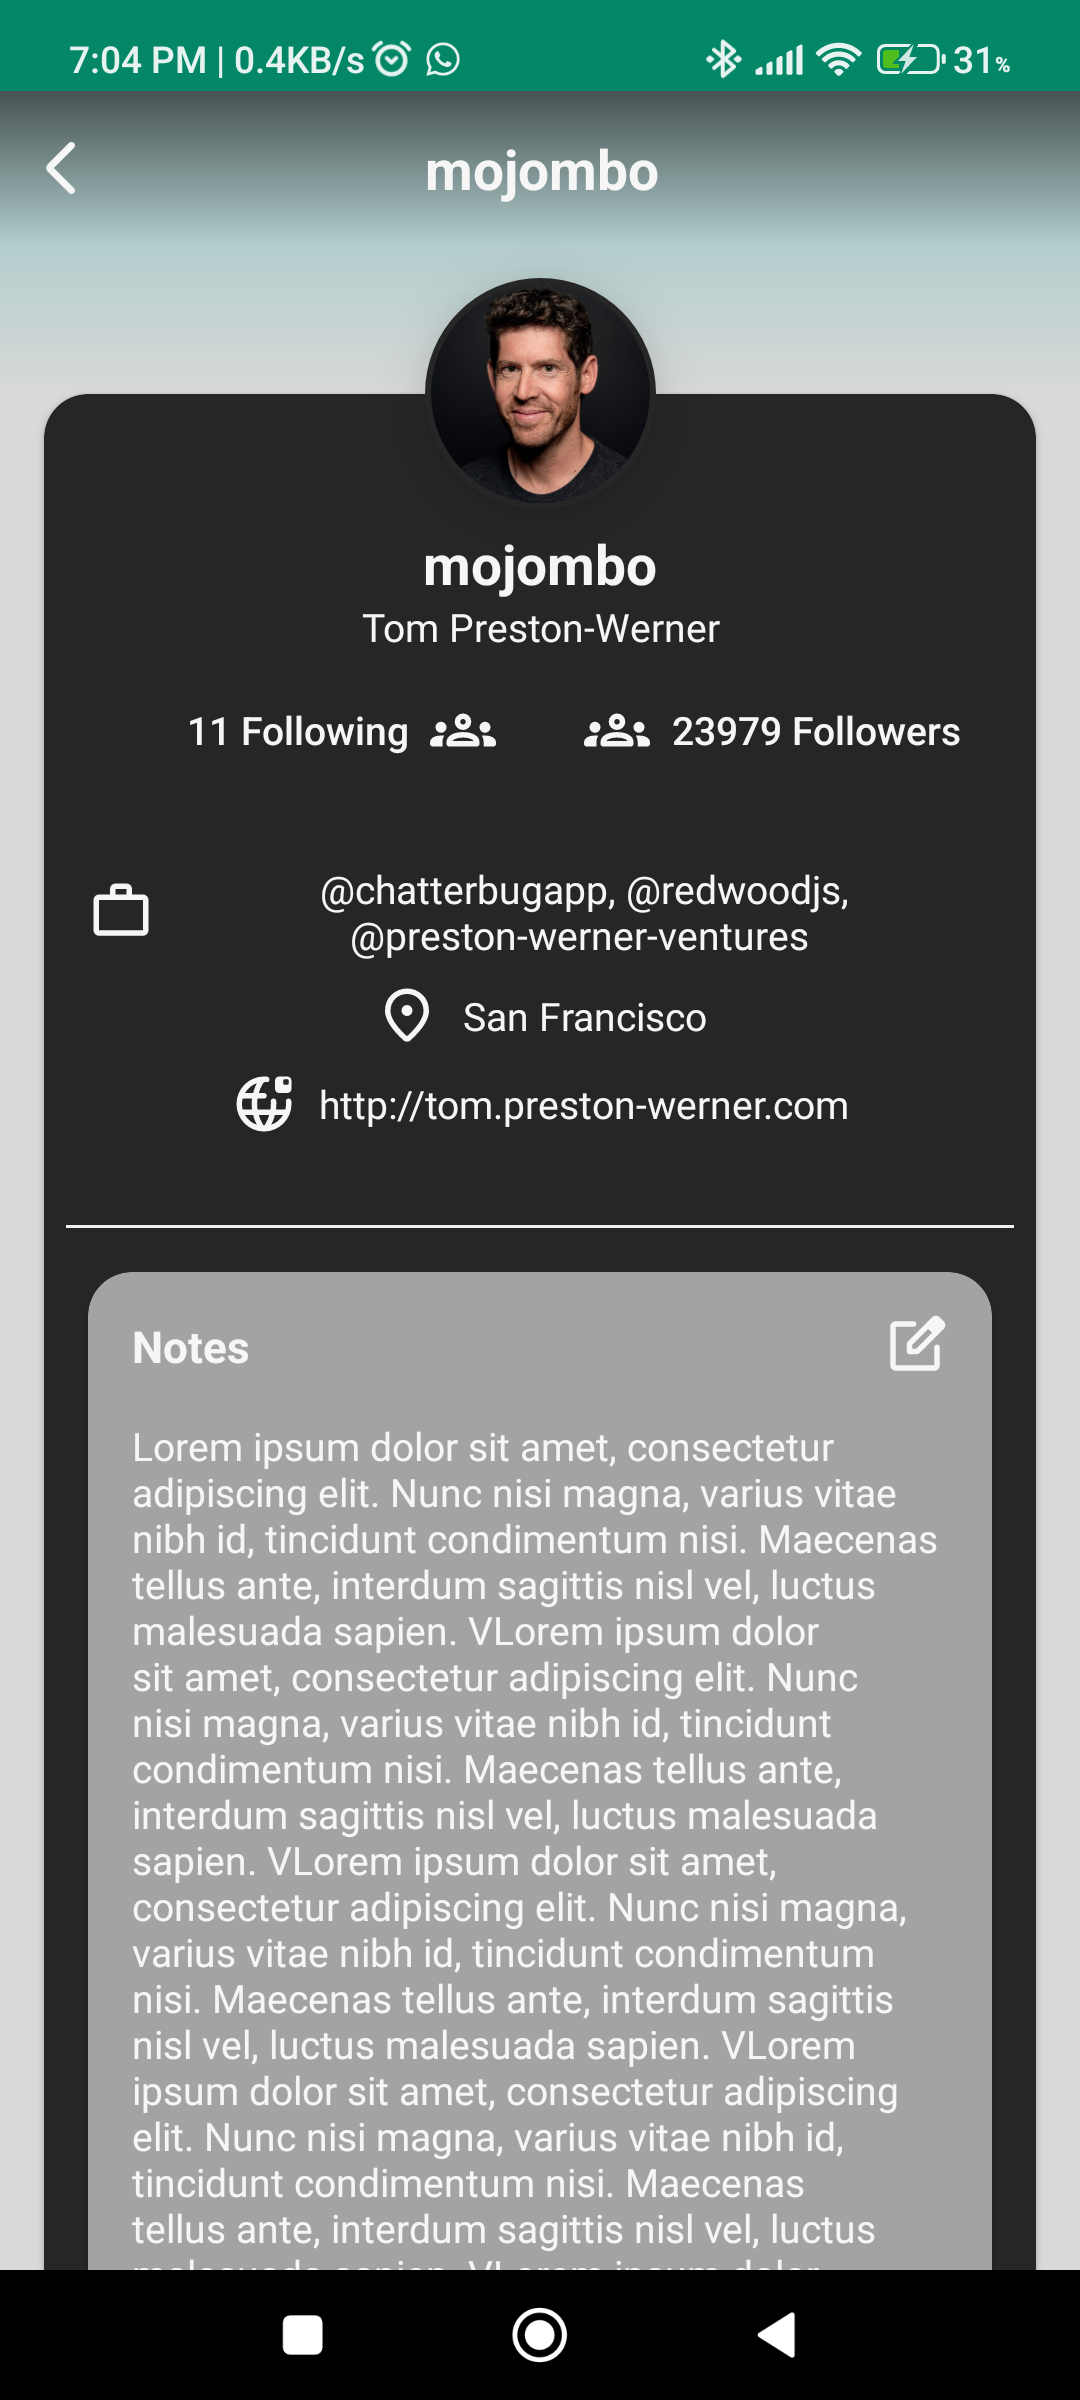 7:04 PM | 0.4KB/s 31%
mojombo
mojombo
Tom Preston-Werner
11 Following 23979 Followers
@chatterbugapp, @redwoodjs,
@preston-werner-ventures
San Francisco
http://tom.preston-werner.com
Notes
Lorem ipsum dolor sit amet, consectetur
adipiscing elit. Nunc nisi magna, varius vitae
nibh id, tincidunt condimentum nisi. Maecenas
tellus ante, interdum sagittis nisl vel, luctus
malesuada sapien. VLorem ipsum dolor
sit amet, consectetur adipiscing elit. Nunc
nisi magna, varius vitae nibh id, tincidunt
condimentum nisi. Maecenas tellus ante,
interdum sagittis nisl vel, luctus malesuada
sapien. VLorem ipsum dolor sit amet,
consectetur adipiscing elit. Nunc nisi magna,
varius vitae nibh id, tincidunt condimentum
nisi. Maecenas tellus ante, interdum sagittis
nisl vel, luctus malesuada sapien. VLorem
ipsum dolor sit amet, consectetur adipiscing
elit. Nunc nisi magna, varius vitae nibh id,
tincidunt condimentum nisi. Maecenas
tellus ante, interdum sagittis nisl vel, luctus